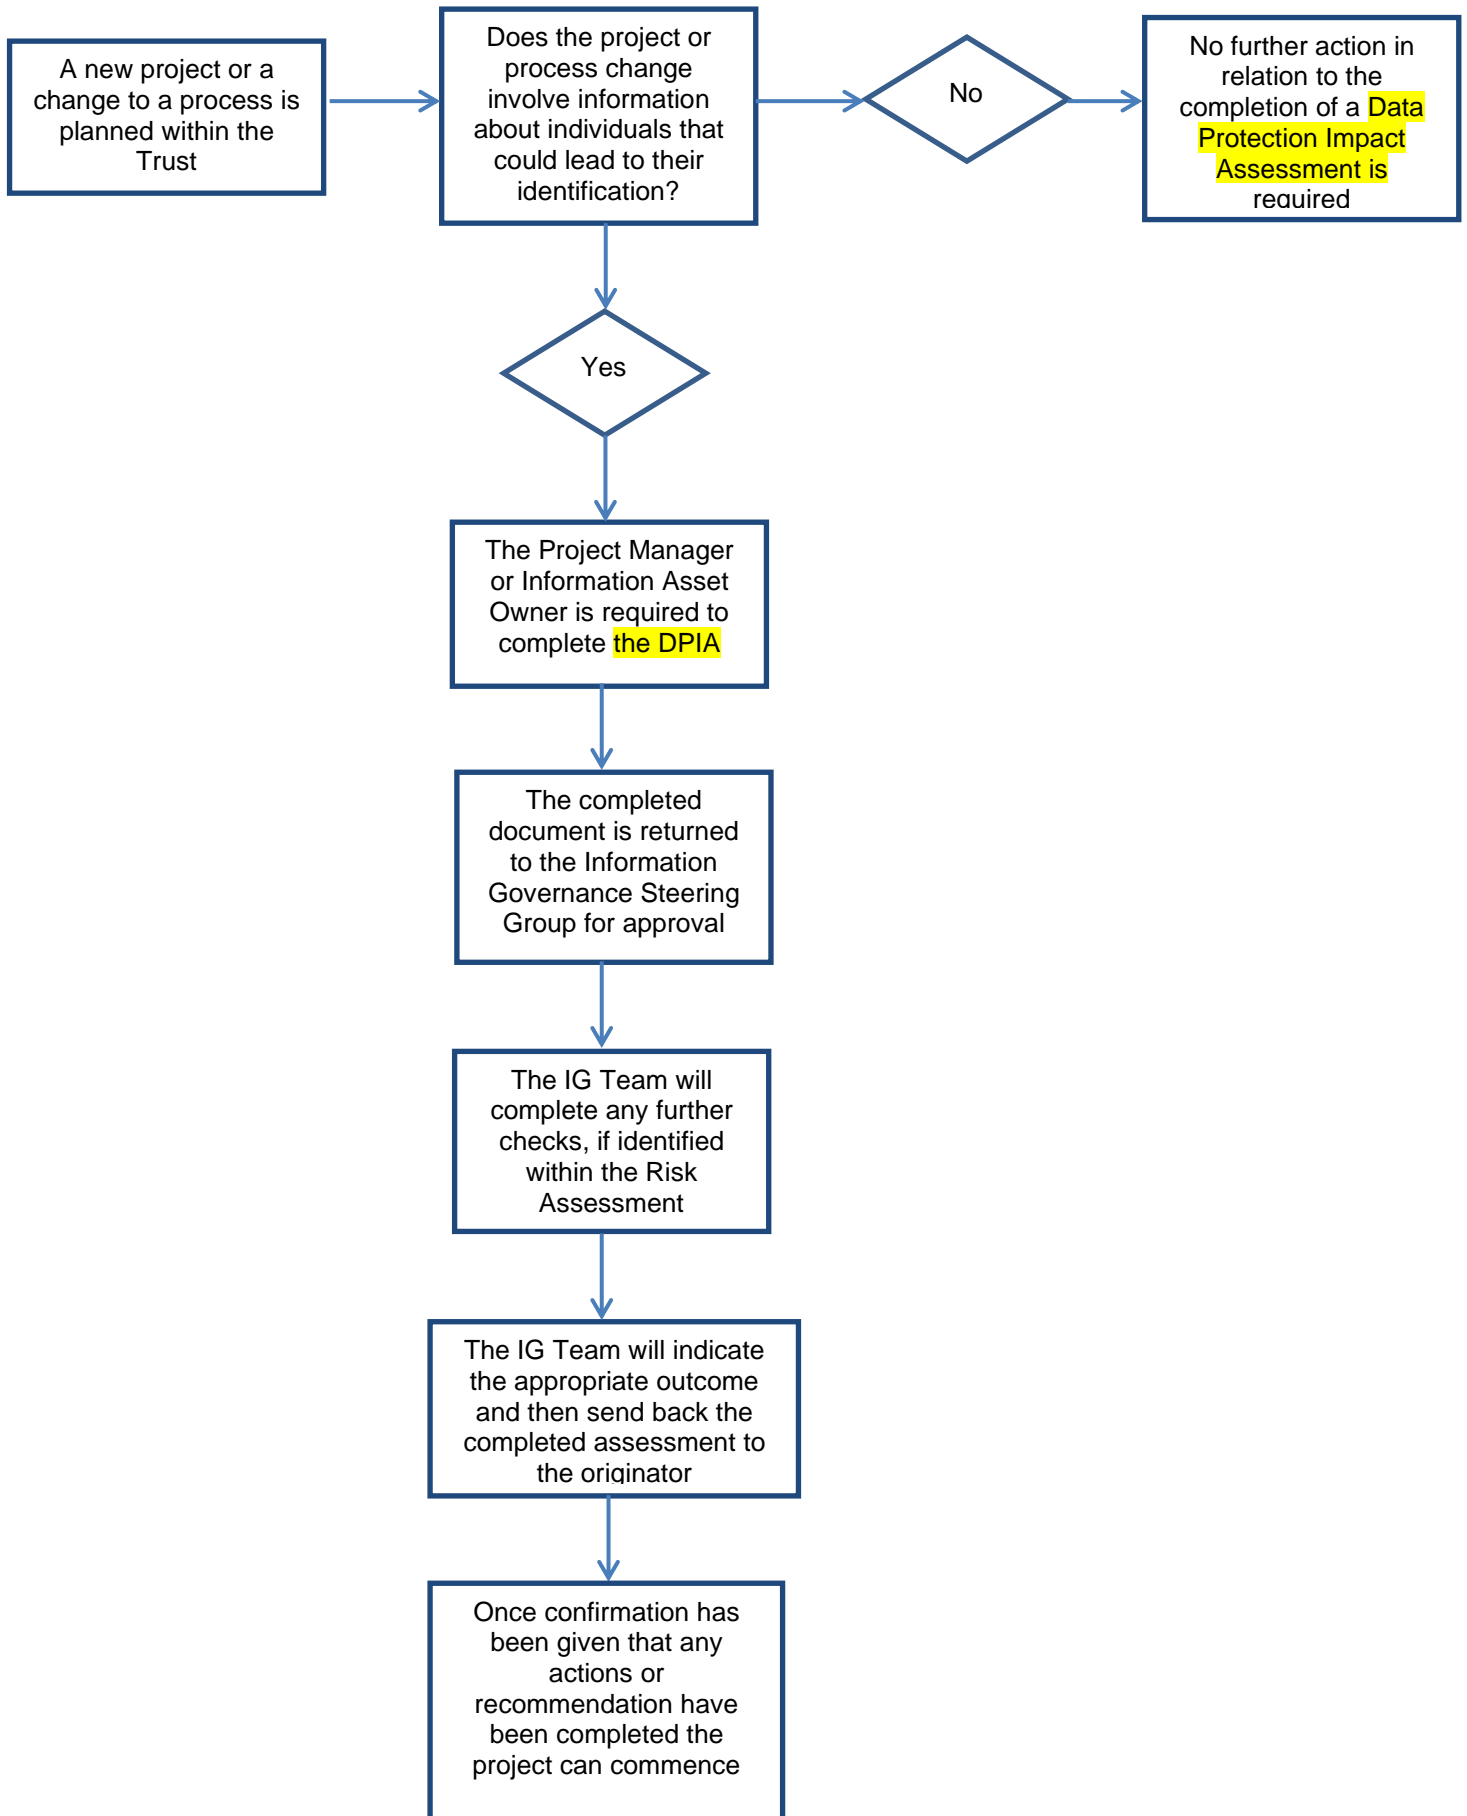 A new project or a
change to a process is
planned within the
Trust
Does the project or
process change
involve information
about individuals that
could lead to their
identification?
No
No further action in
relation to the
completion of a Data
Protection Impact
Assessment is
required
Yes
The Project Manager
or Information Asset
Owner is required to
complete the DPIA
The completed
document is returned
to the Information
Governance Steering
Group for approval
The IG Team will
complete any further
checks, if identified
within the Risk
Assessment
The IG Team will indicate
the appropriate outcome
and then send back the
completed assessment to
the originator
Once confirmation has
been given that any
actions or
recommendation have
been completed the
project can commence